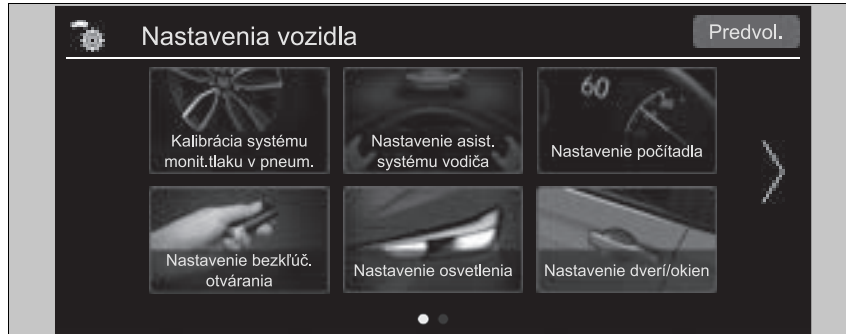 Nastavenia vozidla
Predvol.
Kalibrácia systému
monit.tlaku v pneum.
Nastavenie asist.
systému vodiča
60
Nastavenie počítadla
Nastavenie bezkľúč.
otvárania
Nastavenie osvetlenia
Nastavenie dverí/okien